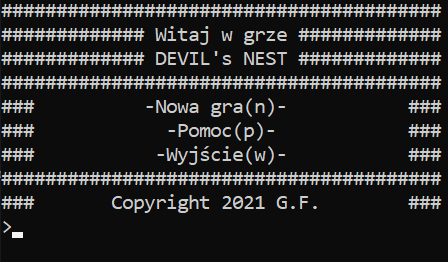 ########################################
############# Witaj w grze #############
############# DEVIL's NEST #############
########################################
###          -Nowa gra(n)-           ###
###            -Pomoc(p)-            ###
###           -Wyjście(w)-           ###
########################################
###       Copyright 2021 G.F.        ###
>_